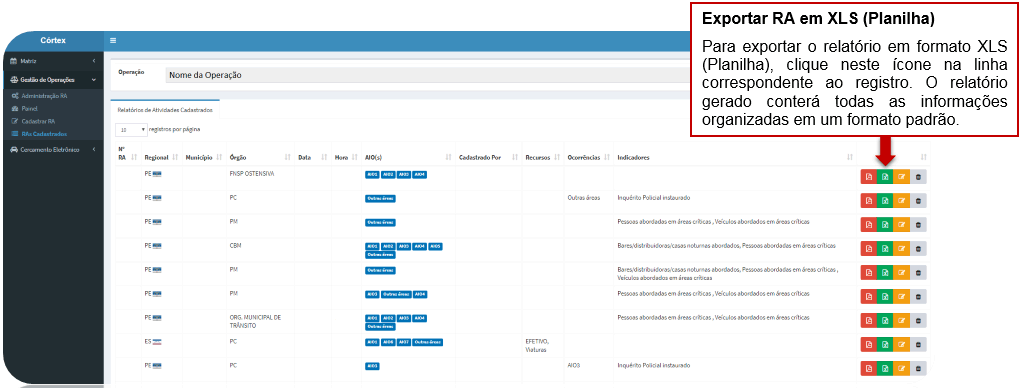 Exportar RA em XLS (Planilha)
Para exportar o relatório em formato XLS
(Planilha), clique neste ícone na linha
correspondente ao registro. O relatório
gerado conterá todas as informações
organizadas em um formato padrão.
Córtex
Matriz
Gestão de Operações
Administração RA
Painel
Cadastrar RA
RAs Cadastrados
Cercamento Eletrônico
Operação
Nome da Operação
Relatórios de Atividades Cadastrados
10 registros por página
N° RA Regional Município Órgão Data Hora AIO(s) Cadastrado Por Recursos Ocorrências Indicadores
PE FNSP OSTENSIVA AIO1 AIO2 AIO3 AIO4
PE PC Outras áreas Outras áreas Inquérito Policial instaurado
PE PM Outras áreas Pessoas abordadas em áreas críticas , Veículos abordados em áreas críticas
PE CBM AIO1 AIO2 AIO3 AIO4 AIO5 Bares/distribuidoras/casas noturnas abordados, Pessoas abordadas em áreas críticas
Outras áreas
PE PM Outras áreas Bares/distribuidoras/casas noturnas abordados, Pessoas abordadas em áreas críticas ,
Veículos abordados em áreas críticas
PE PM AIO3 Outras áreas AIO4 Pessoas abordadas em áreas críticas , Veículos abordados em áreas críticas
PE ORG. MUNICIPAL DE AIO1 AIO2 AIO3 AIO4 Pessoas abordadas em áreas críticas , Veículos abordados em áreas críticas
TRÂNSITO Outras áreas
ES PC AIO1 AIO6 AIO7 Outras áreas EFETIVO,
Viaturas
PE PC AIO3 AIO3 Inquérito Policial instaurado